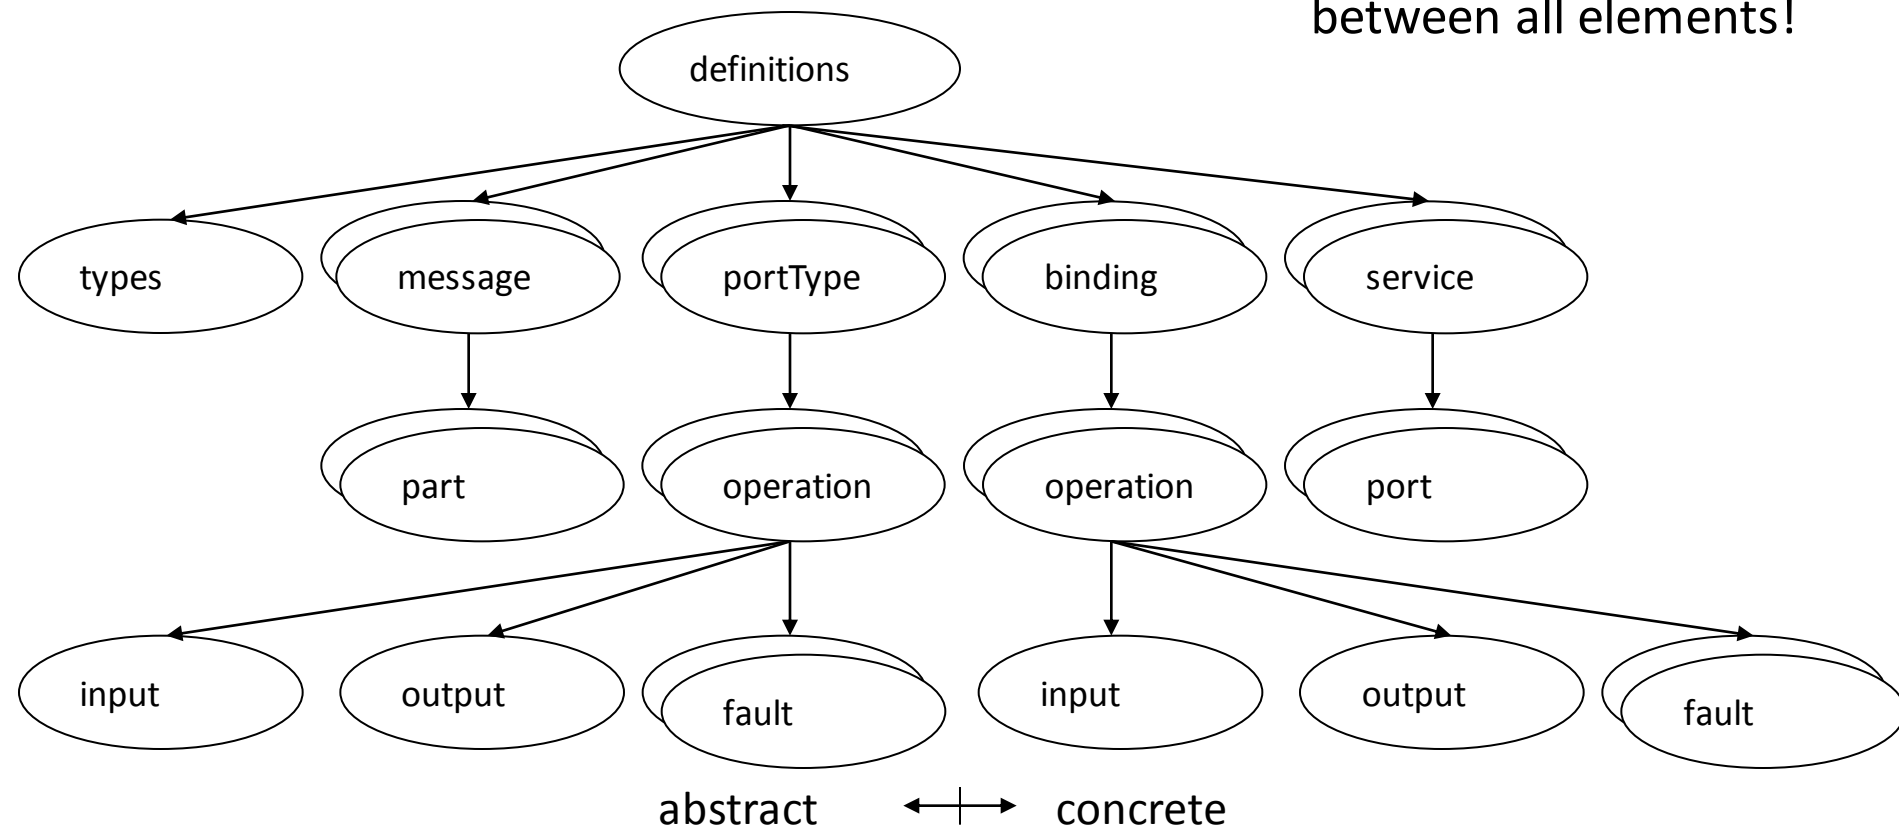 between all elements!
definitions
types
message
portType
binding
service
part
operation
operation
port
input
output
fault
input
output
fault
abstract
concrete